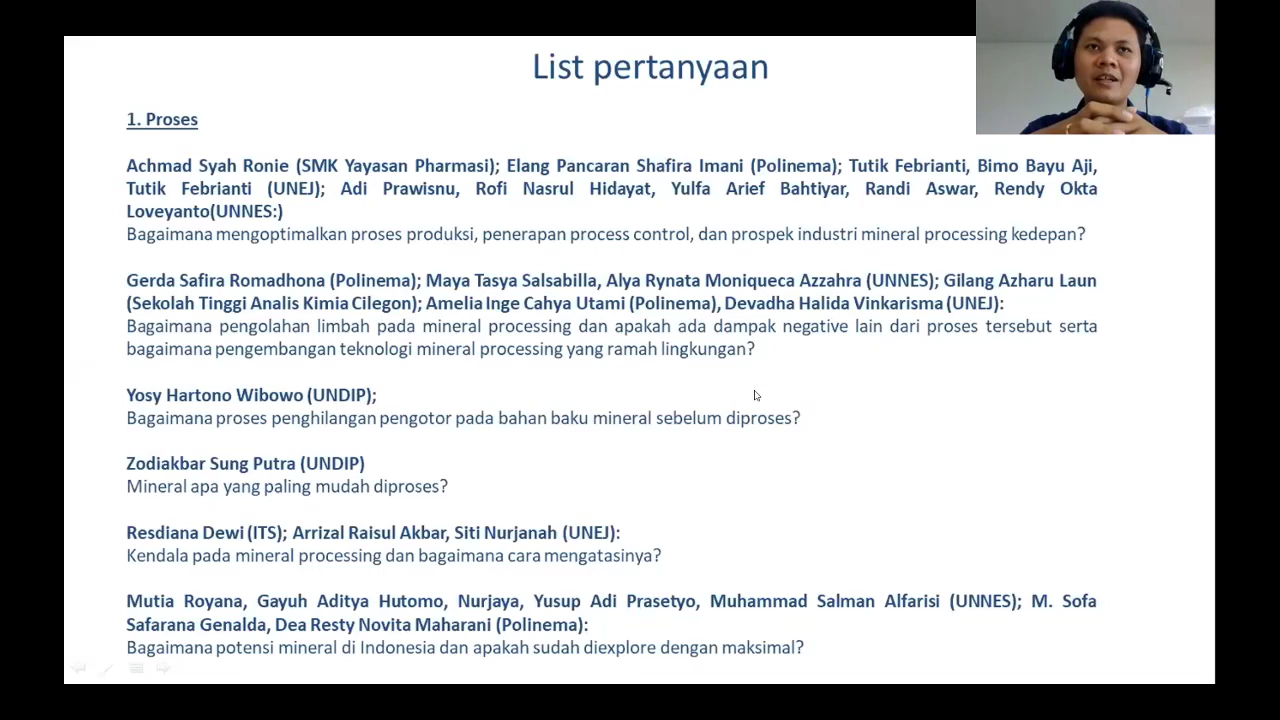 List pertanyaan
1. Proses
Achmad Syah Ronie (SMK Yayasan Pharmasi); Elang Pancaran Shafira Imani (Polinema); Tutik Febrianti, Bimo Bayu Aji,
Tutik Febrianti (UNEJ); Adi Prawisnu, Rofi Nasrul Hidayat, Yulfa Arief Bahtiyar, Randi Aswar, Rendy Okta
Loveyanto(UNNES:)
Bagaimana mengoptimalkan proses produksi, penerapan process control, dan prospek industri mineral processing kedepan?
Gerda Safira Romadhona (Polinema); Maya Tasya Salsabilla, Alya Rynata Moniqueca Azzahra (UNNES); Gilang Azharu Laun
(Sekolah Tinggi Analis Kimia Cilegon); Amelia Inge Cahya Utami (Polinema), Devadha Halida Vinkarisma (UNEJ):
Bagaimana pengolahan limbah pada mineral processing dan apakah ada dampak negative lain dari proses tersebut serta
bagaimana pengembangan teknologi mineral processing yang ramah lingkungan?
Yosy Hartono Wibowo (UNDIP);
Bagaimana proses penghilangan pengotor pada bahan baku mineral sebelum diproses?
Zodiakbar Sung Putra (UNDIP)
Mineral apa yang paling mudah diproses?
Resdiana Dewi (ITS); Arrizal Raisul Akbar, Siti Nurjanah (UNEJ):
Kendala pada mineral processing dan bagaimana cara mengatasinya?
Mutia Royana, Gayuh Aditya Hutomo, Nurjaya, Yusup Adi Prasetyo, Muhammad Salman Alfarisi (UNNES); M. Sofa
Safarana Genalda, Dea Resty Novita Maharani (Polinema):
Bagaimana potensi mineral di Indonesia dan apakah sudah diexplore dengan maksimal?